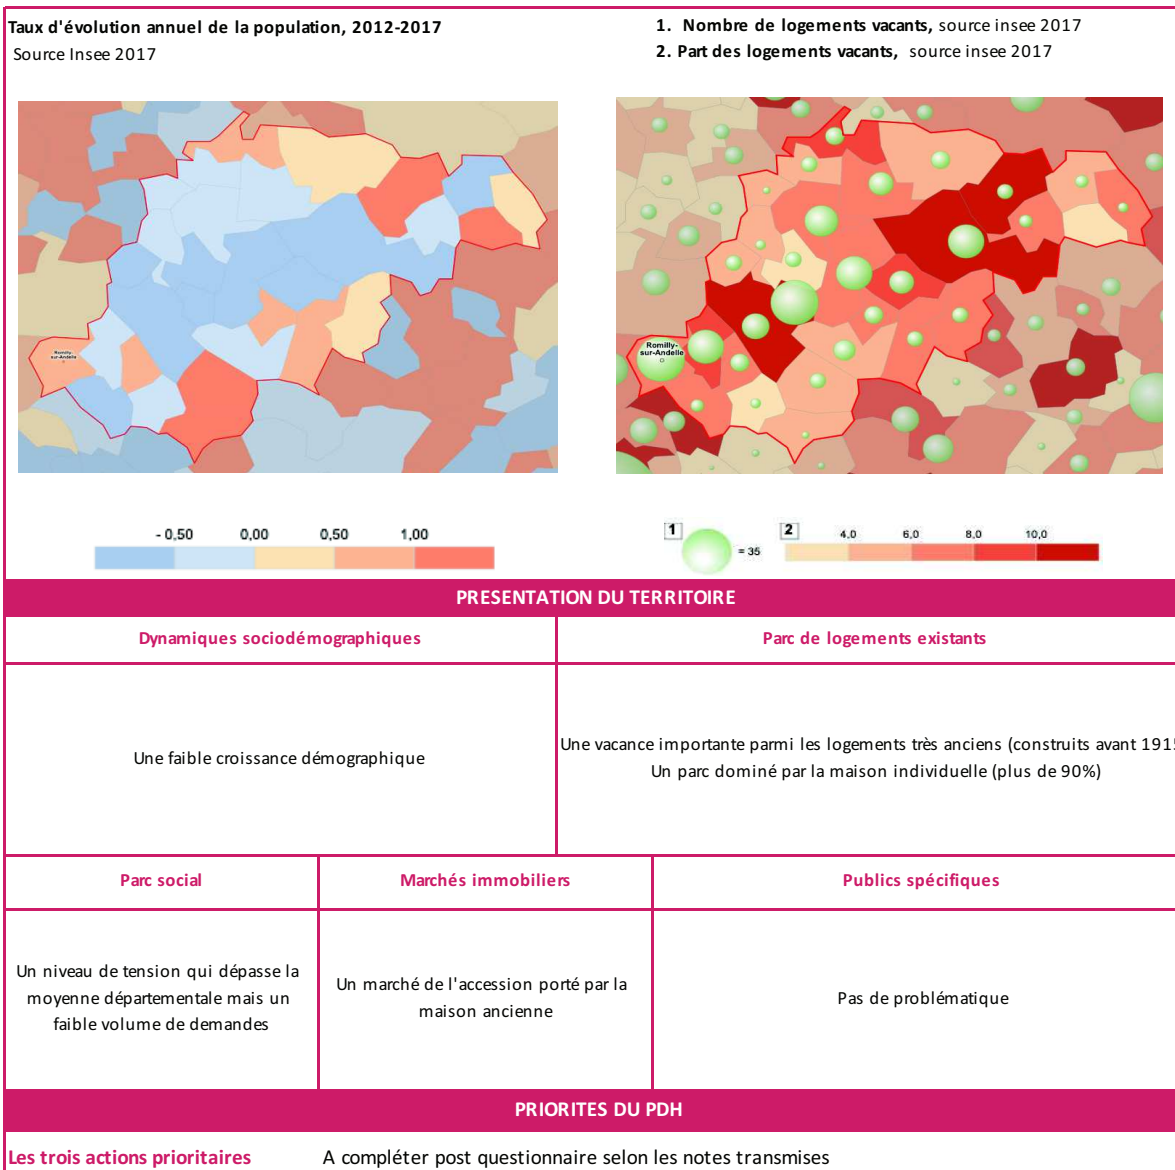 Taux d'évolution annuel de la population, 2012-2017
Source Insee 2017
1. Nombre de logements vacants, source insee 2017
2. Part des logements vacants, source insee 2017
Romilly-
sur-Andelle
Romilly-
sur-Andelle
- 0,50 0,00 0,50 1,00
1 = 35 2 4,0 6,0 8,0 10,0
PRESENTATION DU TERRITOIRE
Dynamiques sociodémographiques
Parc de logements existants
Une faible croissance démographique
Une vacance importante parmi les logements très anciens (construits avant 1915
Un parc dominé par la maison individuelle (plus de 90%)
Parc social
Marchés immobiliers
Publics spécifiques
Un niveau de tension qui dépasse la
moyenne départementale mais un
faible volume de demandes
Un marché de l'accession porté par la
maison ancienne
Pas de problématique
PRIORITES DU PDH
Les trois actions prioritaires A compléter post questionnaire selon les notes transmises